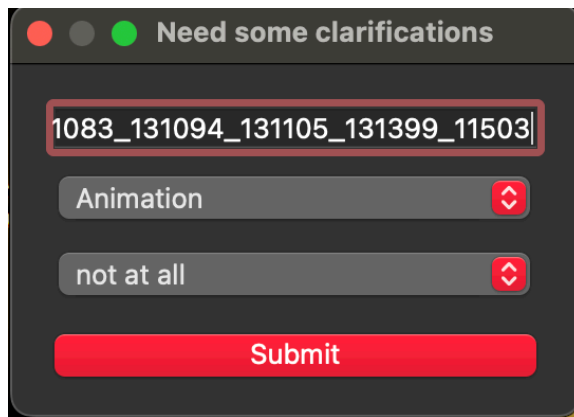 Need some clarifications
1083_131094_131105_131399_11503
Animation
not at all
Submit